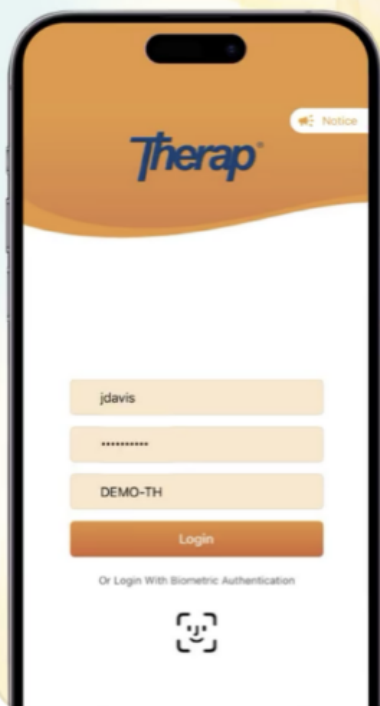 Notice
Therap®
jdavis
••••••••••
DEMO-TH
Login
Or Login With Biometric Authentication